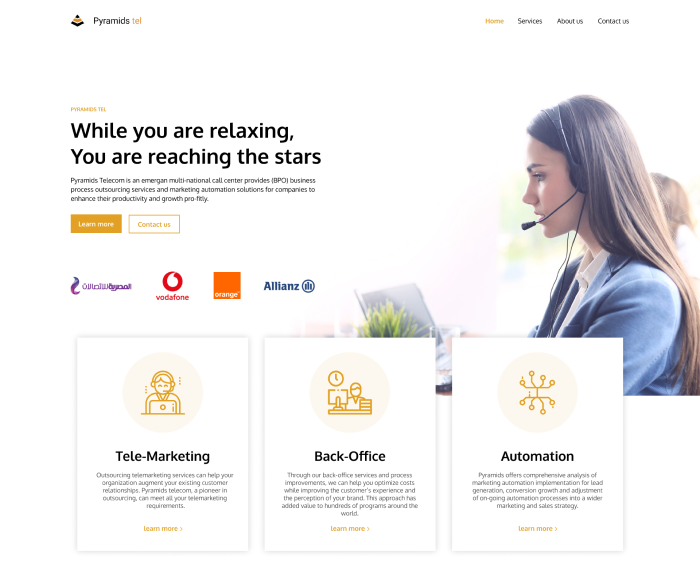 Pyramids tel
Home Services About us Contact us
PYRAMIDS TEL
While you are relaxing,
You are reaching the stars
Pyramids Telecom is an emergan multi-national call center provides (BPO) business
process outsourcing services and marketing automation solutions for companies to
enhance their productivity and growth pro-fitly.
Learn more Contact us
المصرية للاتصالات
vodafone
orange
Allianz
Tele-Marketing
Outsourcing telemarketing services can help your
organization augment your existing customer
relationships. Pyramids telecom, a pioneer in
outsourcing, can meet all your telemarketing
requirements.
learn more >
Back-Office
Through our back-office services and process
improvements, we can help you optimize costs
while improving the customer's experience and
the perception of your brand. This approach has
added value to hundreds of programs around the
world.
learn more >
Automation
Pyramids offers comprehensive analysis of
marketing automation implementation for lead
generation, conversion growth and adjustment
of on-going automation processes into a wider
marketing and sales strategy.
learn more >